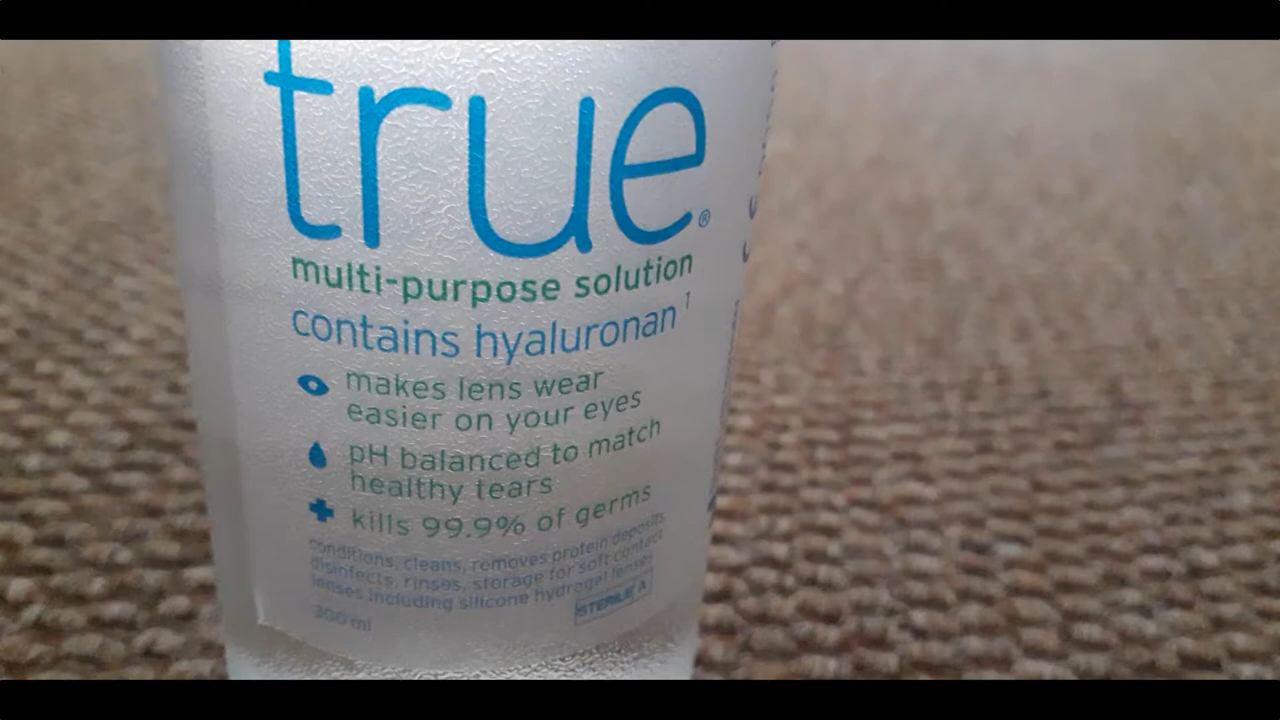 true®
multi-purpose solution
contains hyaluronan¹
makes lens wear
easier on your eyes
pH balanced to match
healthy tears
kills 99.9% of germs
conditions, cleans, removes protein deposits
disinfects, rinses, storage for soft contact
lenses including silicone hydrogel lenses
STERILE A
300 ml